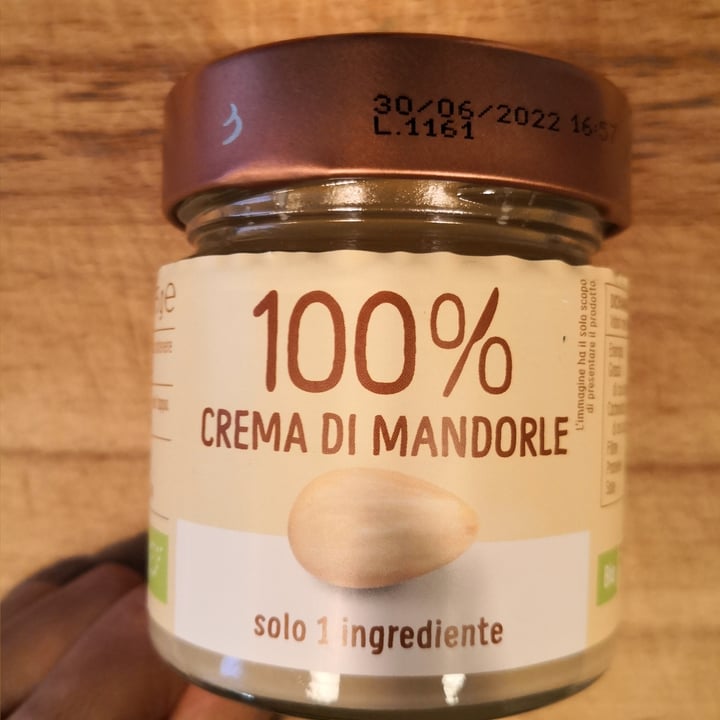 30/06/2022 16:57
L.1161
100%
CREMA DI MANDORLE
L'immagine ha il solo scopo
di presentare il prodotto
solo 1 ingrediente
Bio